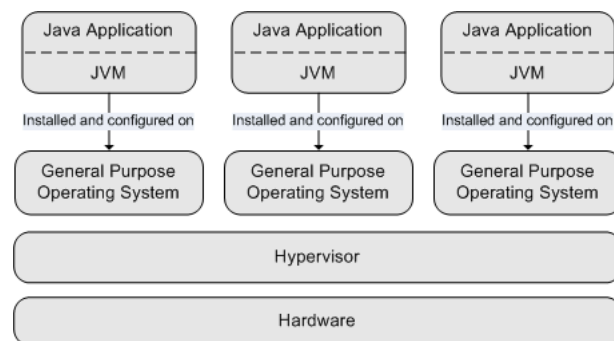 Java Application Java Application Java Application
JVM JVM JVM
Installed and configured on Installed and configured on Installed and configured on
General Purpose General Purpose General Purpose
Operating System Operating System Operating System
Hypervisor
Hardware